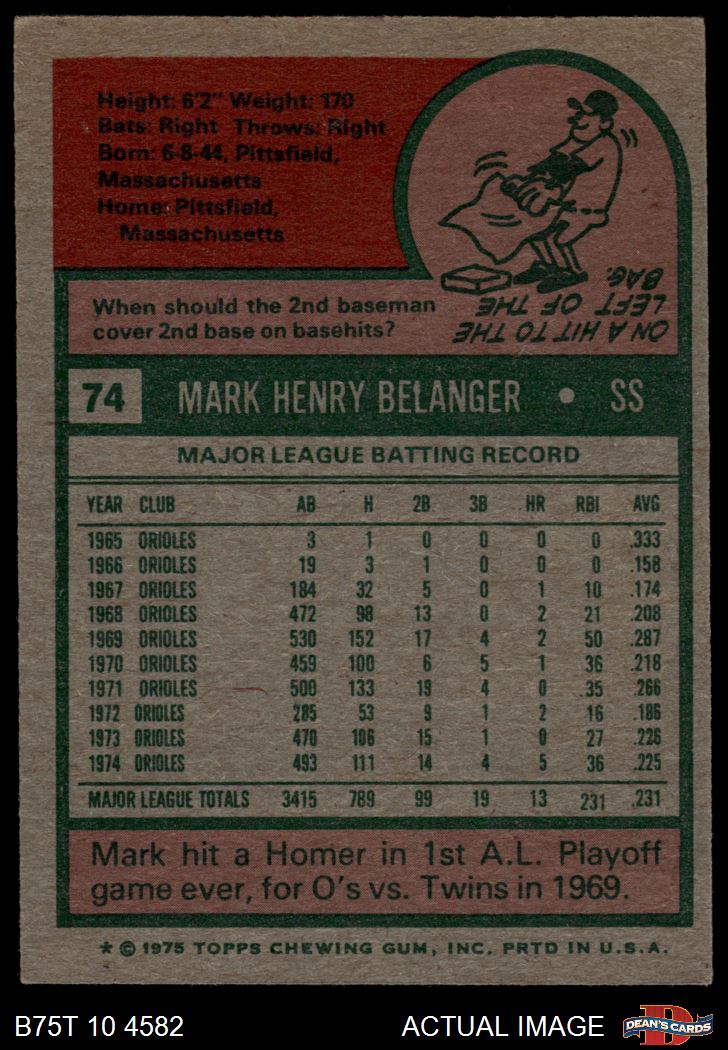 Height: 6'2" Weight: 170
Bats: Right Throws: Right
Born: 6-8-44, Pittsfield,
Massachusetts
Home: Pittsfield,
Massachusetts
When should the 2nd baseman
cover 2nd base on basehits?
ON A HIT TO THE
LEFT OF THE
BAG.
74 MARK HENRY BELANGER • SS
MAJOR LEAGUE BATTING RECORD
YEAR CLUB AB H 2B 3B HR RBI AVG
1965 ORIOLES 3 1 0 0 0 0 .333
1966 ORIOLES 19 3 1 0 0 0 .158
1967 ORIOLES 184 32 5 0 1 10 .174
1968 ORIOLES 472 98 13 0 2 21 .208
1969 ORIOLES 530 152 17 4 2 50 .287
1970 ORIOLES 459 100 6 5 1 36 .218
1971 ORIOLES 500 133 19 4 0 35 .266
1972 ORIOLES 285 53 9 1 2 16 .186
1973 ORIOLES 470 106 15 1 0 27 .226
1974 ORIOLES 493 111 14 4 5 36 .225
MAJOR LEAGUE TOTALS 3415 789 99 19 13 231 .231
Mark hit a Homer in 1st A.L. Playoff
game ever, for O's vs. Twins in 1969.
* © 1975 TOPPS CHEWING GUM, INC. PRTD IN U.S.A.
B75T 10 4582 ACTUAL IMAGE D DEAN'S CARDS